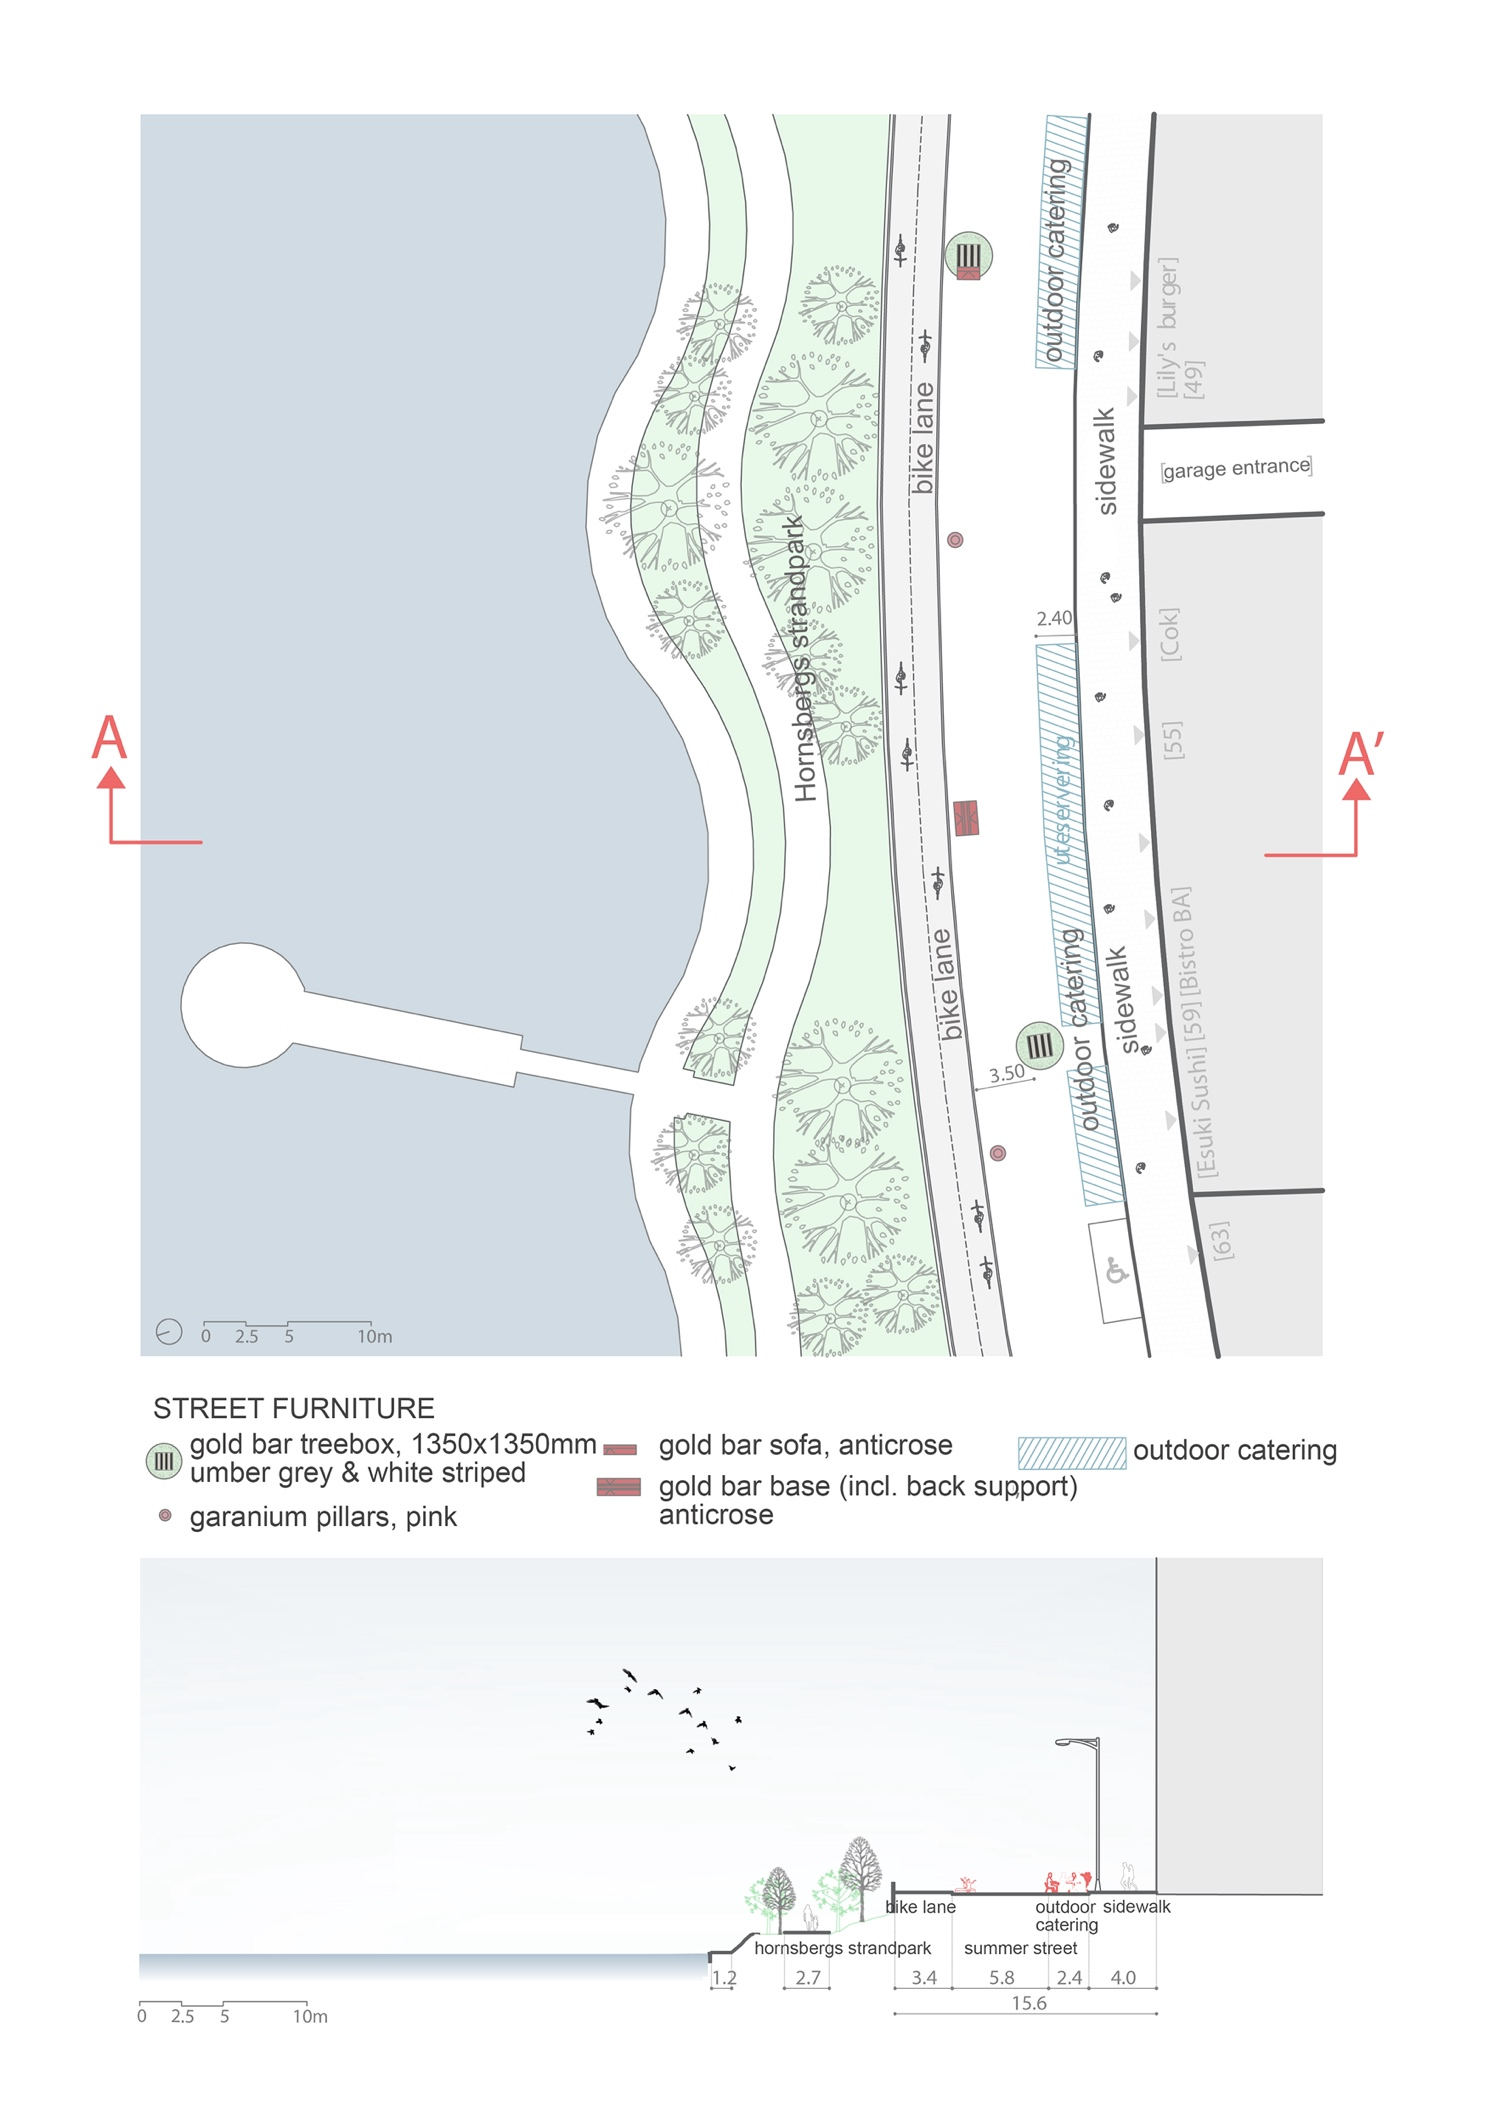 outdoor catering
[Lily's burger]
[49]
bike lane
sidewalk
[garage entrance]
Hornsbergs strandpark
2.40
[Cok]
[55]
uteservering
A
A’
bike lane
outdoor catering
sidewalk
[Esuki Sushi] [59] [Bistro BA]
3.50
[63]
0 2.5 5 10m
STREET FURNITURE
gold bar treebox, 1350x1350mm
umber grey & white striped
garanium pillars, pink
gold bar sofa, anticrose
gold bar base (incl. back support)
anticrose
outdoor catering
bike lane
outdoor
catering
sidewalk
hornsbergs strandpark
summer street
1.2 2.7 3.4 5.8 2.4 4.0
15.6
0 2.5 5 10m